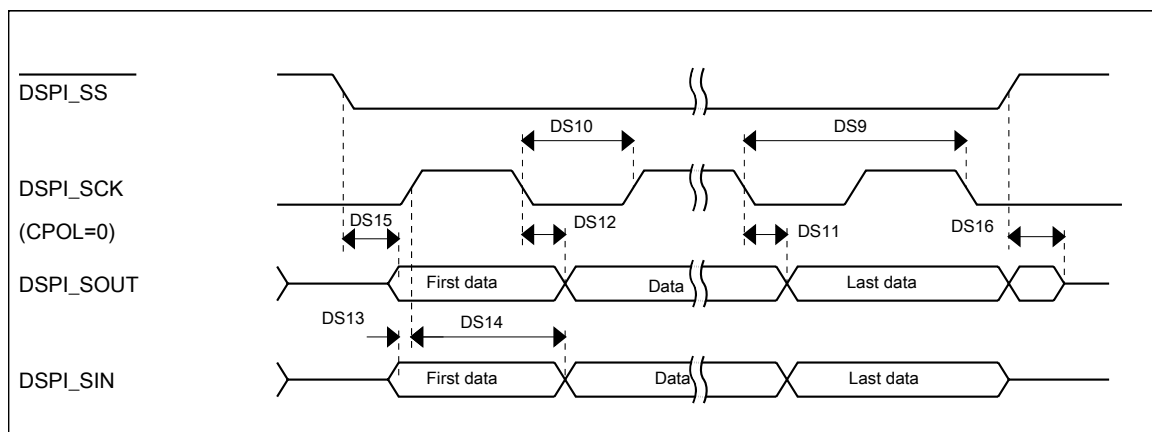 DSPI_SS
DS10
DS9
DSPI_SCK
DS15
DS12
DS11
DS16
(CPOL=0)
DSPI_SOUT
First data
Data
Last data
DS13
DS14
DSPI_SIN
First data
Data
Last data